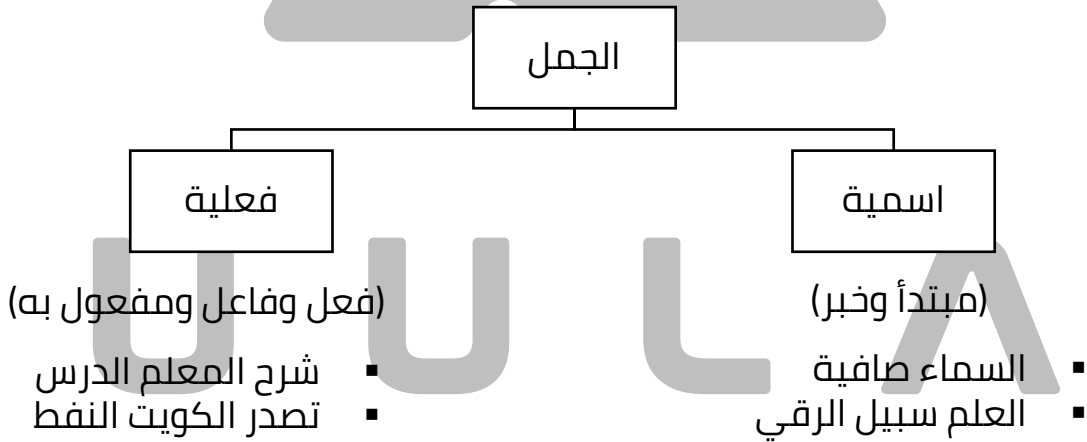 الجمل
اسمية
فعلية
(مبتدأ وخبر)
▪ السماء صافية
▪ العلم سبيل الرقي
(فعل وفاعل ومفعول به)
▪ شرح المعلم الدرس
▪ تصدر الكويت النفط
U U L A